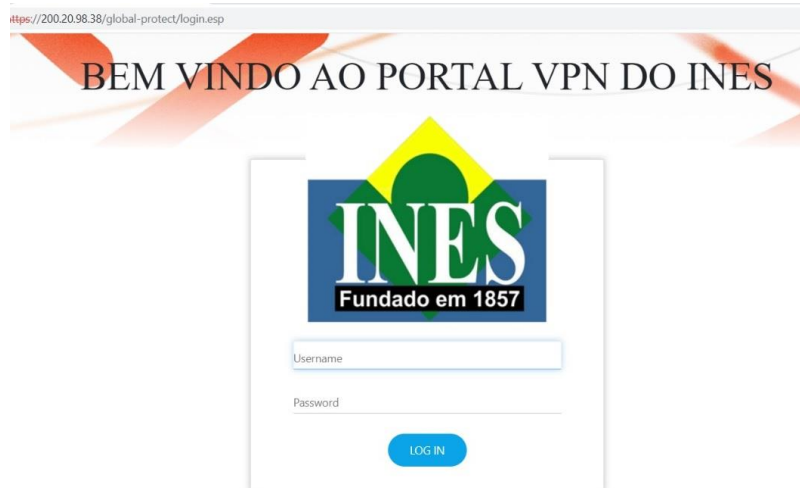 https://200.20.98.38/global-protect/login.esp
BEM VINDO AO PORTAL VPN DO INES
INES
Fundado em 1857
Username
Password
LOG IN